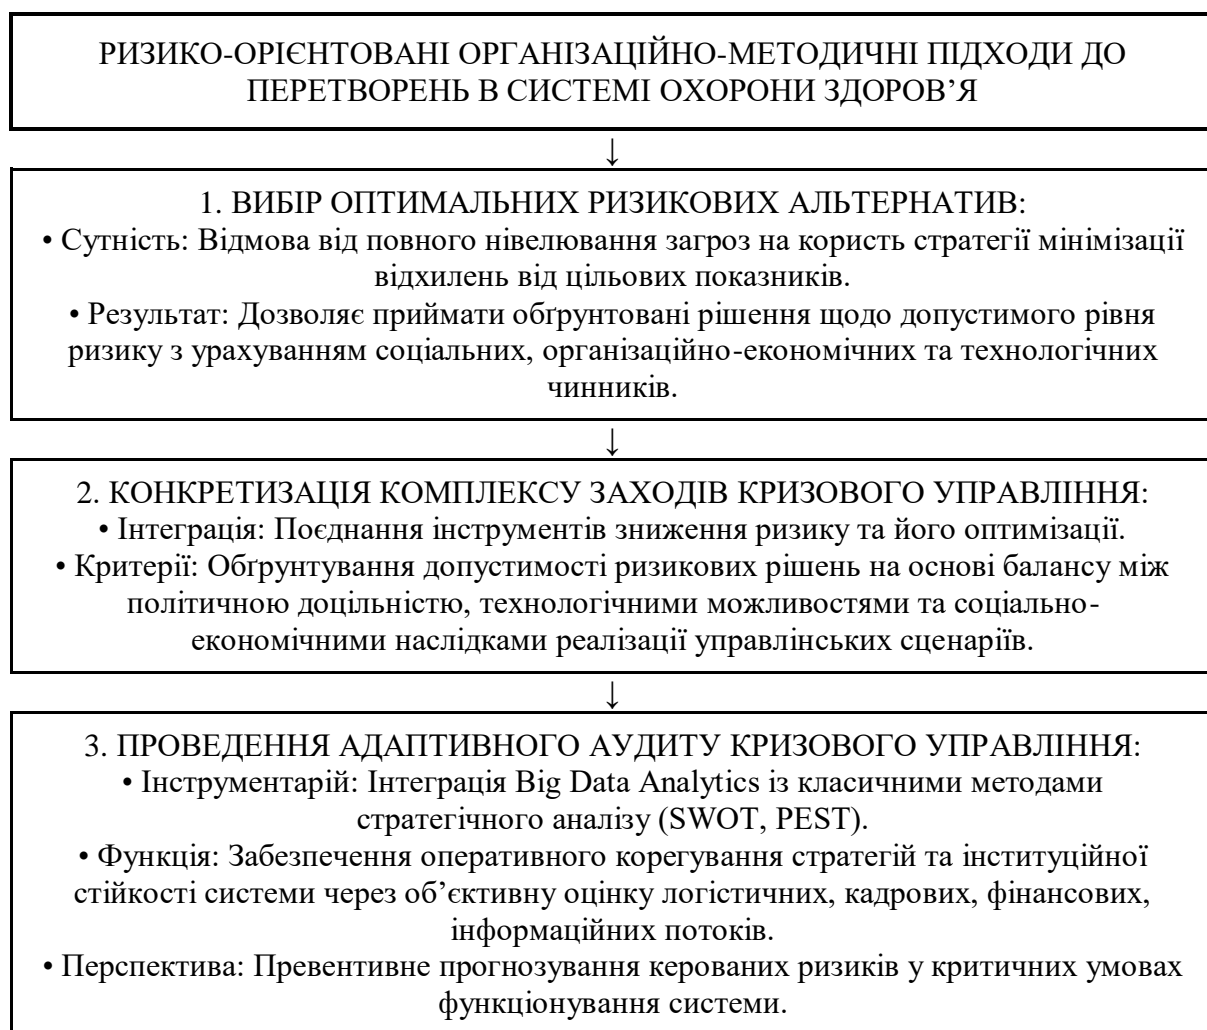 РИЗИКО-ОРІЄНТОВАНІ ОРГАНІЗАЦІЙНО-МЕТОДИЧНІ ПІДХОДИ ДО
ПЕРЕТВОРЕНЬ В СИСТЕМІ ОХОРОНИ ЗДОРОВ’Я
↓
1. ВИБІР ОПТИМАЛЬНИХ РИЗИКОВИХ АЛЬТЕРНАТИВ:
• Сутність: Відмова від повного нівелювання загроз на користь стратегії мінімізації
відхилень від цільових показників.
• Результат: Дозволяє приймати обґрунтовані рішення щодо допустимого рівня
ризику з урахуванням соціальних, організаційно-економічних та технологічних
чинників.
↓
2. КОНКРЕТИЗАЦІЯ КОМПЛЕКСУ ЗАХОДІВ КРИЗОВОГО УПРАВЛІННЯ:
• Інтеграція: Поєднання інструментів зниження ризику та його оптимізації.
• Критерії: Обґрунтування допустимості ризикових рішень на основі балансу між
політичною доцільністю, технологічними можливостями та соціально-
економічними наслідками реалізації управлінських сценаріїв.
↓
3. ПРОВЕДЕННЯ АДАПТИВНОГО АУДИТУ КРИЗОВОГО УПРАВЛІННЯ:
• Інструментарій: Інтеграція Big Data Analytics із класичними методами
стратегічного аналізу (SWOT, PEST).
• Функція: Забезпечення оперативного корегування стратегій та інституційної
стійкості системи через об’єктивну оцінку логістичних, кадрових, фінансових,
інформаційних потоків.
• Перспектива: Превентивне прогнозування керованих ризиків у критичних умовах
функціонування системи.